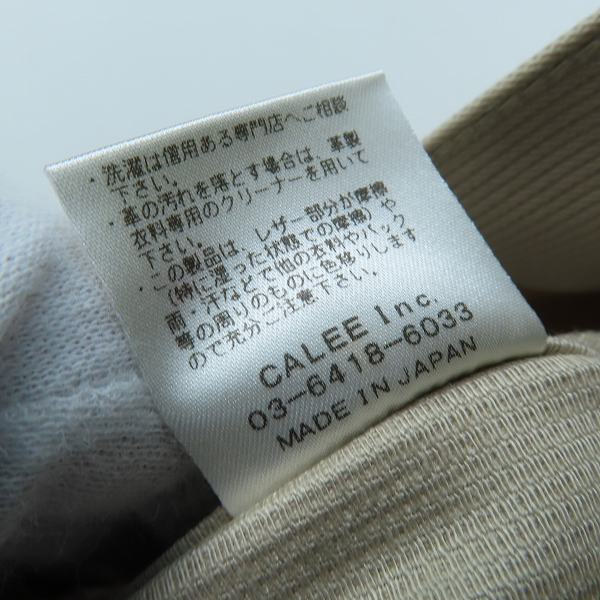 ・洗濯は信用ある専門店へご相談
下さい。
・革の汚れを落とす場合は、革製
衣料専用のクリーナーを用いて
下さい。
・この製品は、レザー部分が摩擦
(特に湿った状態での摩擦)や
雨・汗などで他の衣料やバック
等の周りのものに色移りします
ので充分ご注意下さい。
CALEE Inc.
03-6418-6033
MADE IN JAPAN